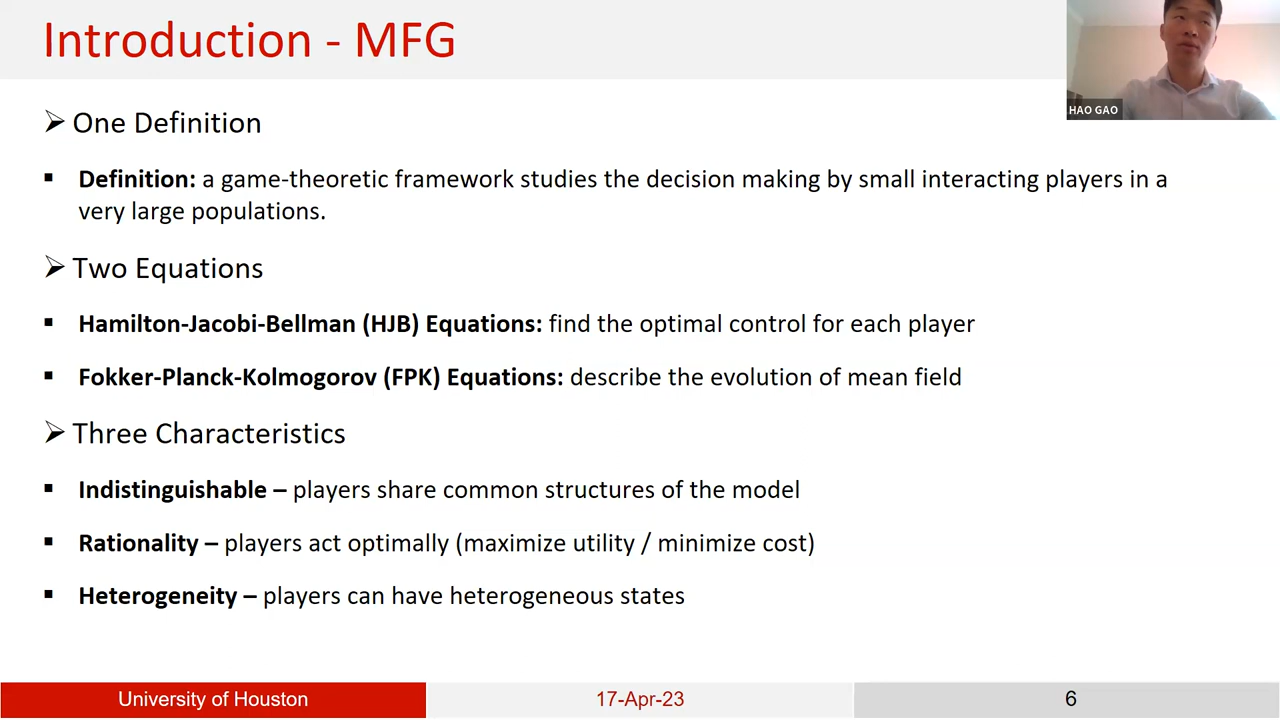 Introduction - MFG
HAO GAO
One Definition
Definition: a game-theoretic framework studies the decision making by small interacting players in a
very large populations.
Two Equations
Hamilton-Jacobi-Bellman (HJB) Equations: find the optimal control for each player
Fokker-Planck-Kolmogorov (FPK) Equations: describe the evolution of mean field
Three Characteristics
Indistinguishable – players share common structures of the model
Rationality – players act optimally (maximize utility / minimize cost)
Heterogeneity – players can have heterogeneous states
University of Houston
17-Apr-23
6